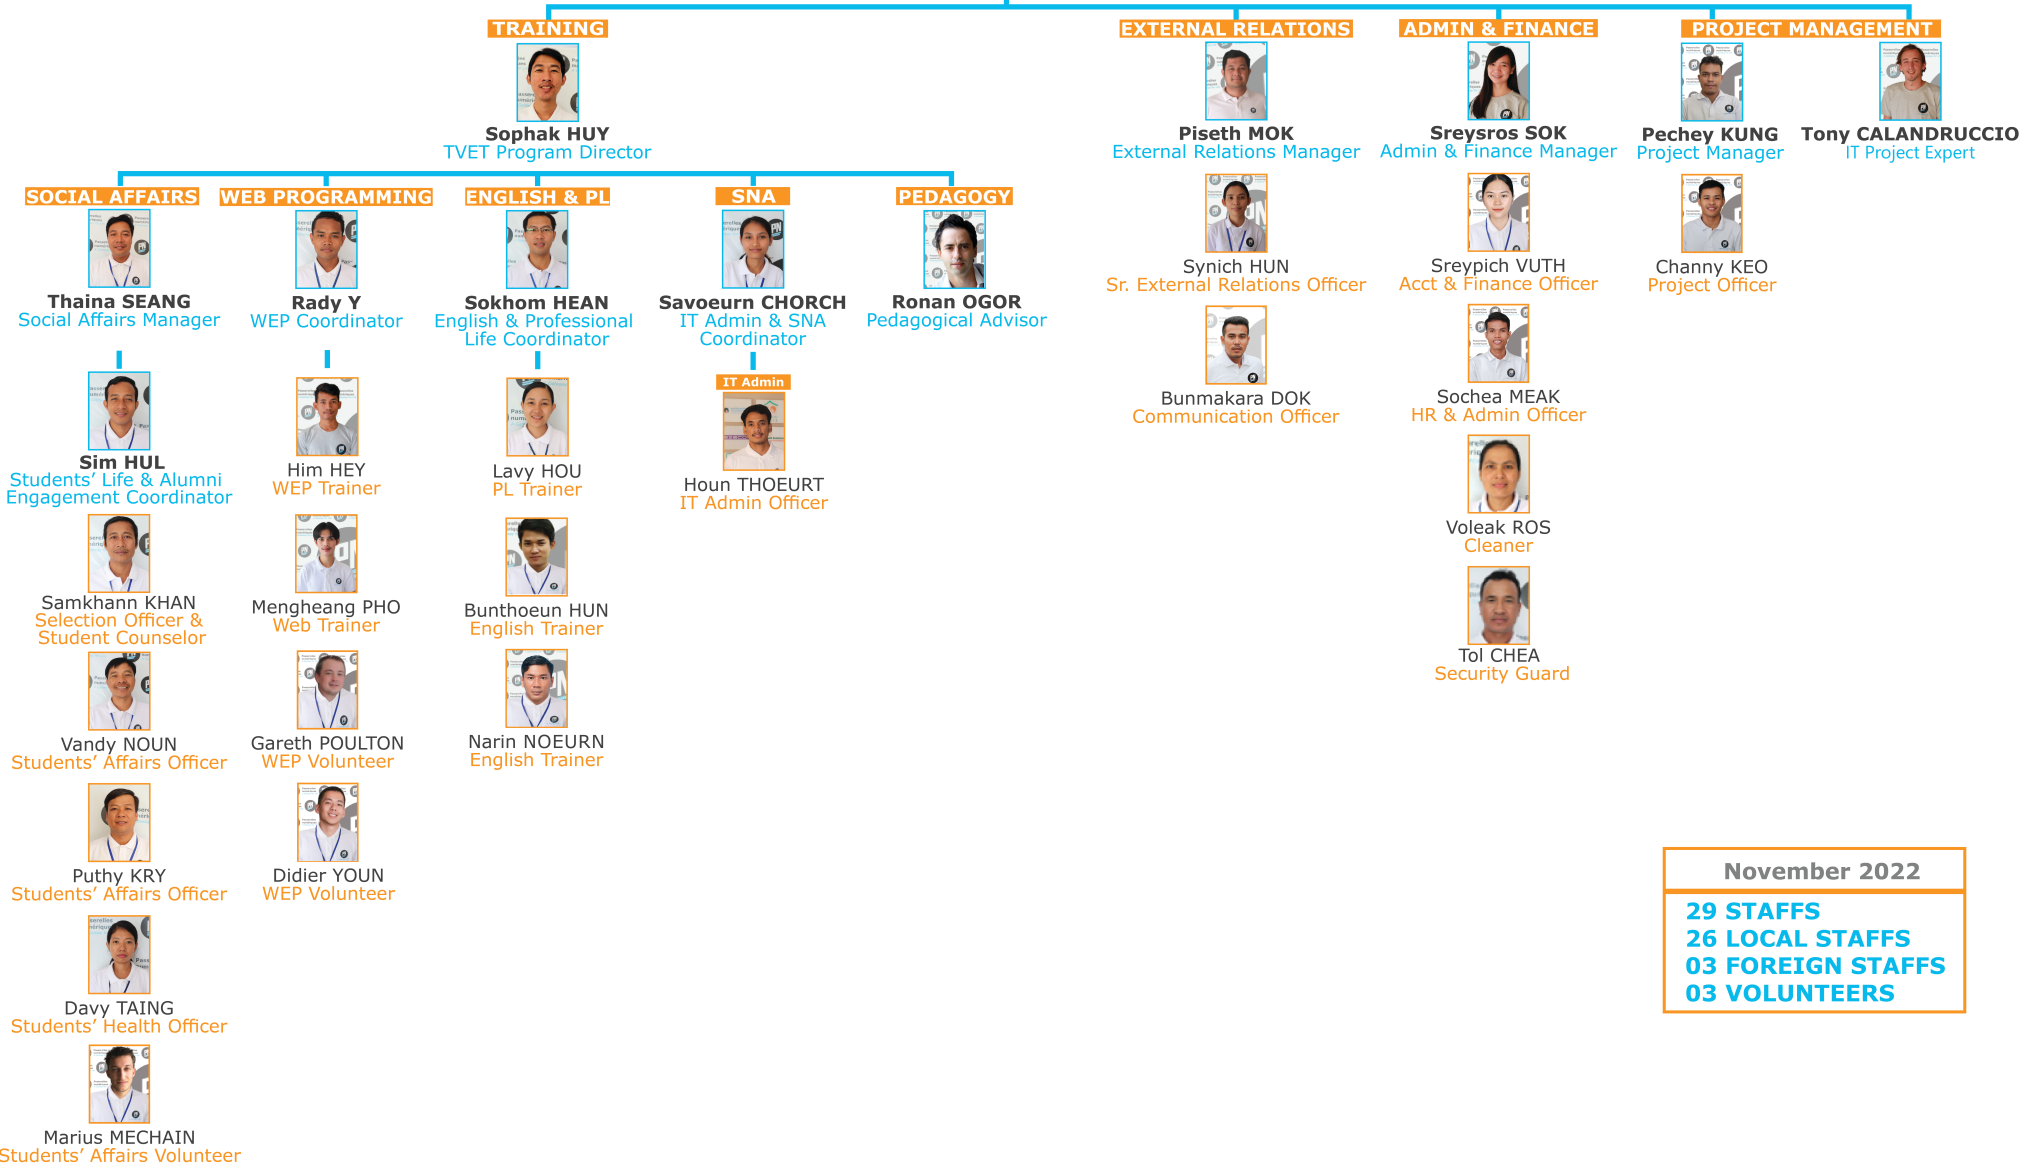 TRAINING
Sophak HUY
TVET Program Director
EXTERNAL RELATIONS
Piseth MOK
External Relations Manager
Synich HUN
Sr. External Relations Officer
Bunmakara DOK
Communication Officer
ADMIN & FINANCE
Sreysros SOK
Admin & Finance Manager
Sreypich VUTH
Acct & Finance Officer
Sochea MEAK
HR & Admin Officer
Voleak ROS
Cleaner
Tol CHEA
Security Guard
PROJECT MANAGEMENT
Pechey KUNG
Project Manager
Channy KEO
Project Officer
Tony CALANDRUCCIO
IT Project Expert
SOCIAL AFFAIRS
Thaina SEANG
Social Affairs Manager
Sim HUL
Students’ Life & Alumni
Engagement Coordinator
Samkhann KHAN
Selection Officer &
Student Counselor
Vandy NOUN
Students’ Affairs Officer
Puthy KRY
Students’ Affairs Officer
Davy TAING
Students’ Health Officer
Marius MECHAIN
Students’ Affairs Volunteer
WEB PROGRAMMING
Rady Y
WEP Coordinator
Him HEY
WEP Trainer
Mengheang PHO
Web Trainer
Gareth POULTON
WEP Volunteer
Didier YOUN
WEP Volunteer
ENGLISH & PL
Sokhom HEAN
English & Professional
Life Coordinator
Lavy HOU
PL Trainer
Bunthoeun HUN
English Trainer
Narin NOEURN
English Trainer
SNA
Savoeurn CHORCH
IT Admin & SNA
Coordinator
IT Admin
Houn THOEURT
IT Admin Officer
PEDAGOGY
Ronan OGOR
Pedagogical Advisor
November 2022
29 STAFFS
26 LOCAL STAFFS
03 FOREIGN STAFFS
03 VOLUNTEERS